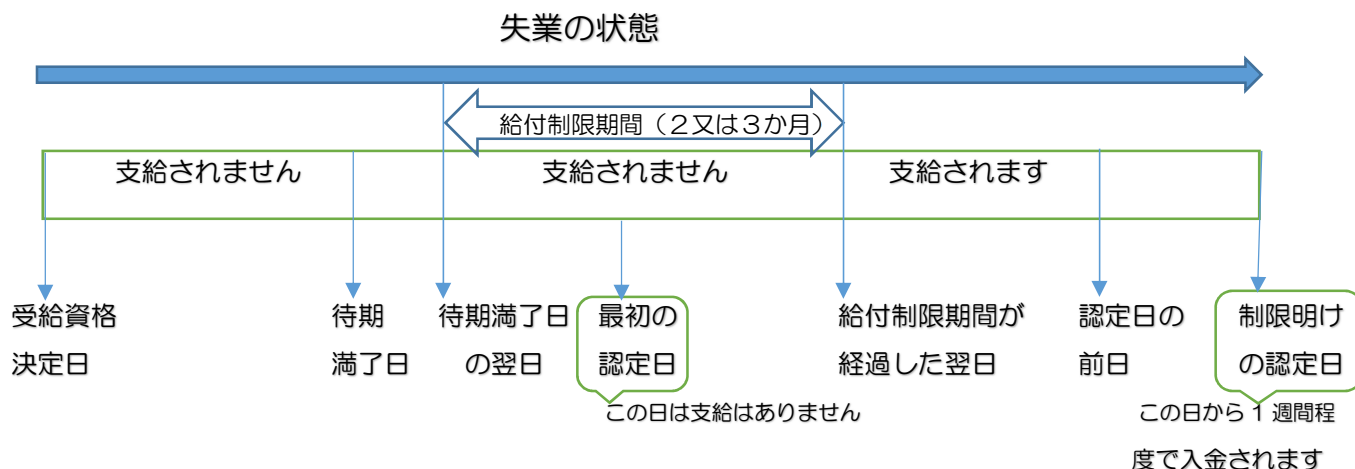 失業の状態
給付制限期間(2又は3か月)
支給されません
支給されません
支給されます
受給資格
決定日
待期
満了日
待期満了日
の翌日
最初の
認定日
給付制限期間が
経過した翌日
認定日の
前日
制限明け
の認定日
この日は支給はありません
この日から1週間程
度で入金されます